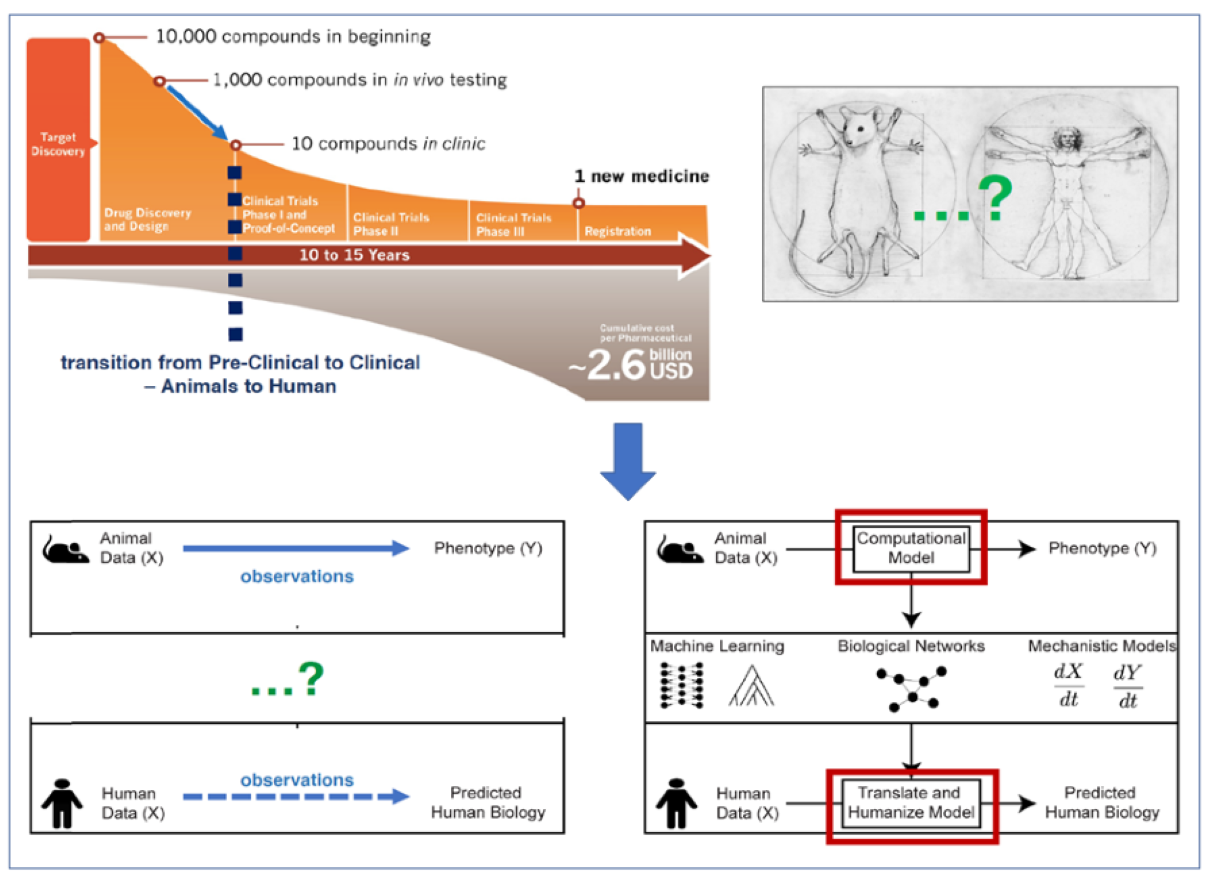 10,000 compounds in beginning
1,000 compounds in in vivo testing
10 compounds in clinic
1 new medicine
Target
Discovery
Drug Discovery
and Design
Clinical Trials
Phase I and
Proof-of-Concept
Clinical Trials
Phase II
Clinical Trials
Phase III
Registration
10 to 15 Years
Cumulative cost
per Pharmaceutical
~2.6 billion USD
transition from Pre-Clinical to Clinical
– Animals to Human
...?
Animal
Data (X)
observations
Phenotype (Y)
...?
Human
Data (X)
observations
Predicted
Human Biology
Animal
Data (X)
Computational
Model
Phenotype (Y)
Machine Learning
Biological Networks
Mechanistic Models
dX
dt
dY
dt
Human
Data (X)
Translate and
Humanize Model
Predicted
Human Biology